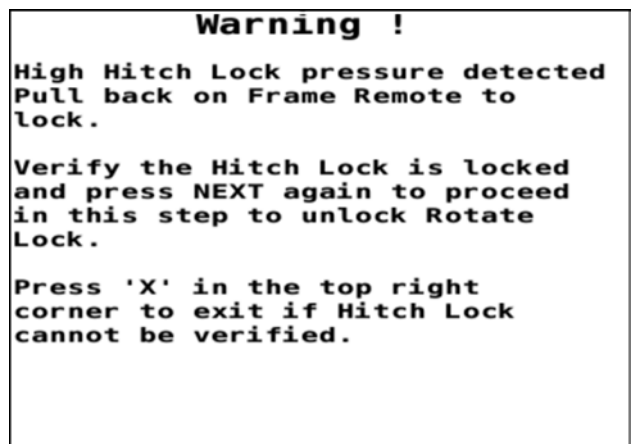 Warning !
High Hitch Lock pressure detected
Pull back on Frame Remote to
lock.
Verify the Hitch Lock is locked
and press NEXT again to proceed
in this step to unlock Rotate
Lock.
Press 'X' in the top right
corner to exit if Hitch Lock
cannot be verified.